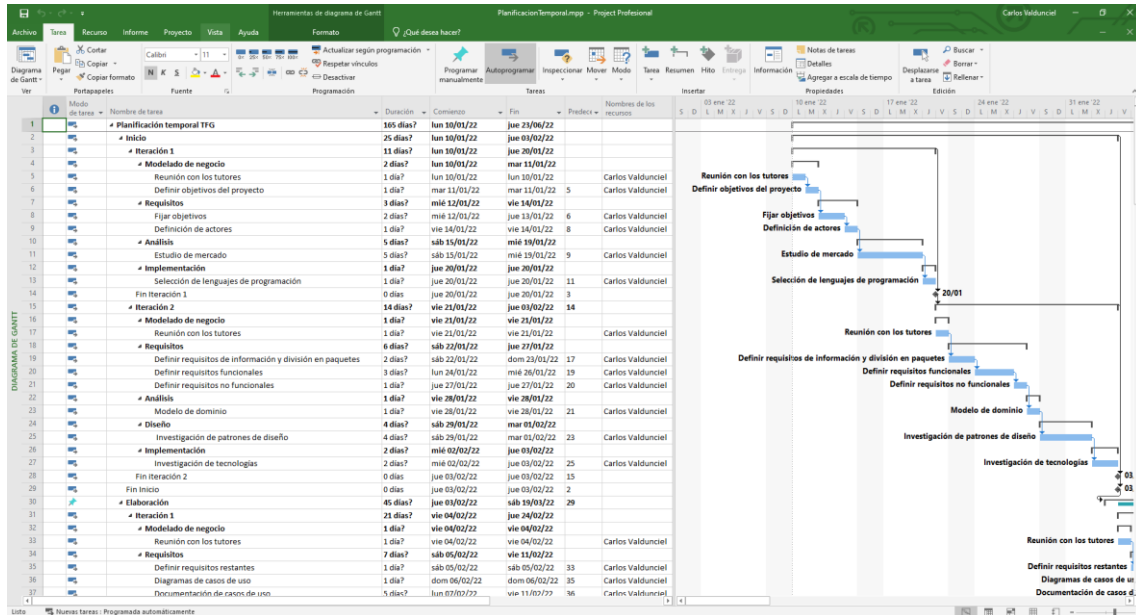 Herramientas de diagrama de Gantt PlanificacionTemporal.mpp - Project Profesional Carlos Valdunciel
Archivo Tarea Recurso Informe Proyecto Vista Ayuda Formato ¿Qué desea hacer?
Diagrama de Gantt
Ver
Pegar
Cortar
Copiar
Copiar formato
Portapapeles
Calibri 11
N K S
Fuente
0% 25% 50% 75% 100%
Actualizar según programación
Respetar vínculos
Desactivar
Programación
Programar manualmente
Autoprogramar
Inspeccionar Mover Modo
Tareas
Tarea Resumen Hito Entrega
Insertar
Información
Notas de tareas
Detalles
Agregar a escala de tiempo
Propiedades
Desplazarse a tarea
Buscar
Borrar
Rellenar
Edición
Modo de tarea Nombre de tarea Duración Comienzo Fin Predece Nombres de los recursos
03 ene '22 10 ene '22 17 ene '22 24 ene '22 31 ene '22
S D L M X J V S D L M X J V S D L M X J V S D L M X J V S D L M X J V
DIAGRAMA DE GANTT
1 Planificación temporal TFG 165 días? lun 10/01/22 jue 23/06/22
2 Inicio 25 días? lun 10/01/22 jue 03/02/22
3 Iteración 1 11 días? lun 10/01/22 jue 20/01/22
4 Modelado de negocio 2 días? lun 10/01/22 mar 11/01/22
5 Reunión con los tutores 1 día? lun 10/01/22 lun 10/01/22 Carlos Valdunciel
6 Definir objetivos del proyecto 1 día? mar 11/01/22 mar 11/01/22 5 Carlos Valdunciel
7 Requisitos 3 días? mié 12/01/22 vie 14/01/22
8 Fijar objetivos 2 días? mié 12/01/22 jue 13/01/22 6 Carlos Valdunciel
9 Definición de actores 1 día? vie 14/01/22 vie 14/01/22 8 Carlos Valdunciel
10 Análisis 5 días? sáb 15/01/22 mié 19/01/22
11 Estudio de mercado 5 días? sáb 15/01/22 mié 19/01/22 9 Carlos Valdunciel
12 Implementación 1 día? jue 20/01/22 jue 20/01/22
13 Selección de lenguajes de programación 1 día? jue 20/01/22 jue 20/01/22 11 Carlos Valdunciel
14 Fin Iteración 1 0 días jue 20/01/22 jue 20/01/22 3
15 Iteración 2 14 días? vie 21/01/22 jue 03/02/22 14
16 Modelado de negocio 1 día? vie 21/01/22 vie 21/01/22
17 Reunión con los tutores 1 día? vie 21/01/22 vie 21/01/22 Carlos Valdunciel
18 Requisitos 6 días? sáb 22/01/22 jue 27/01/22
19 Definir requisitos de información y división en paquetes 2 días? sáb 22/01/22 dom 23/01/22 17 Carlos Valdunciel
20 Definir requisitos funcionales 3 días? lun 24/01/22 mié 26/01/22 19 Carlos Valdunciel
21 Definir requisitos no funcionales 1 día? jue 27/01/22 jue 27/01/22 20 Carlos Valdunciel
22 Análisis 1 día? vie 28/01/22 vie 28/01/22
23 Modelo de dominio 1 día? vie 28/01/22 vie 28/01/22 21 Carlos Valdunciel
24 Diseño 4 días? sáb 29/01/22 mar 01/02/22
25 Investigación de patrones de diseño 4 días? sáb 29/01/22 mar 01/02/22 23 Carlos Valdunciel
26 Implementación 2 días? mié 02/02/22 jue 03/02/22
27 Investigación de tecnologías 2 días? mié 02/02/22 jue 03/02/22 25 Carlos Valdunciel
28 Fin iteración 2 0 días jue 03/02/22 jue 03/02/22 15
29 Fin Inicio 0 días jue 03/02/22 jue 03/02/22 2
30 Elaboración 45 días? jue 03/02/22 sáb 19/03/22 29
31 Iteración 1 21 días? vie 04/02/22 jue 24/02/22
32 Modelado de negocio 1 día? vie 04/02/22 vie 04/02/22
33 Reunión con los tutores 1 día? vie 04/02/22 vie 04/02/22 Carlos Valdunciel
34 Requisitos 7 días? sáb 05/02/22 vie 11/02/22
35 Definir requisitos restantes 1 día? sáb 05/02/22 sáb 05/02/22 33 Carlos Valdunciel
36 Diagramas de casos de uso 1 día? dom 06/02/22 dom 06/02/22 35 Carlos Valdunciel
37 Documentación de casos de uso 5 días? lun 07/02/22 vie 11/02/22 36 Carlos Valdunciel
Reunión con los tutores
Definir objetivos del proyecto
Fijar objetivos
Definición de actores
Estudio de mercado
Selección de lenguajes de programación
20/01
Reunión con los tutores
Definir requisitos de información y división en paquetes
Definir requisitos funcionales
Definir requisitos no funcionales
Modelo de dominio
Investigación de patrones de diseño
Investigación de tecnologías
03
03
Reunión con los tutores
Definir requisitos restantes
Diagramas de casos de us
Documentación de casos d
Listo Nuevas tareas : Programada automáticamente